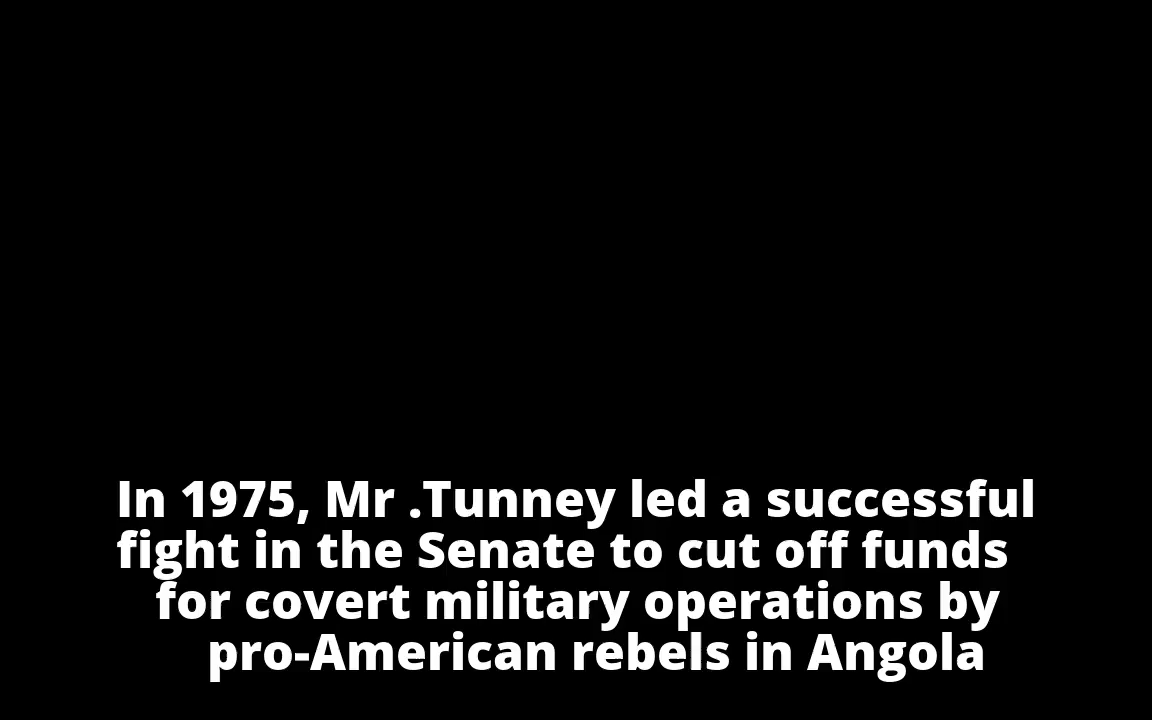 In 1975, Mr .Tunney led a successful
fight in the Senate to cut off funds
for covert military operations by
pro-American rebels in Angola